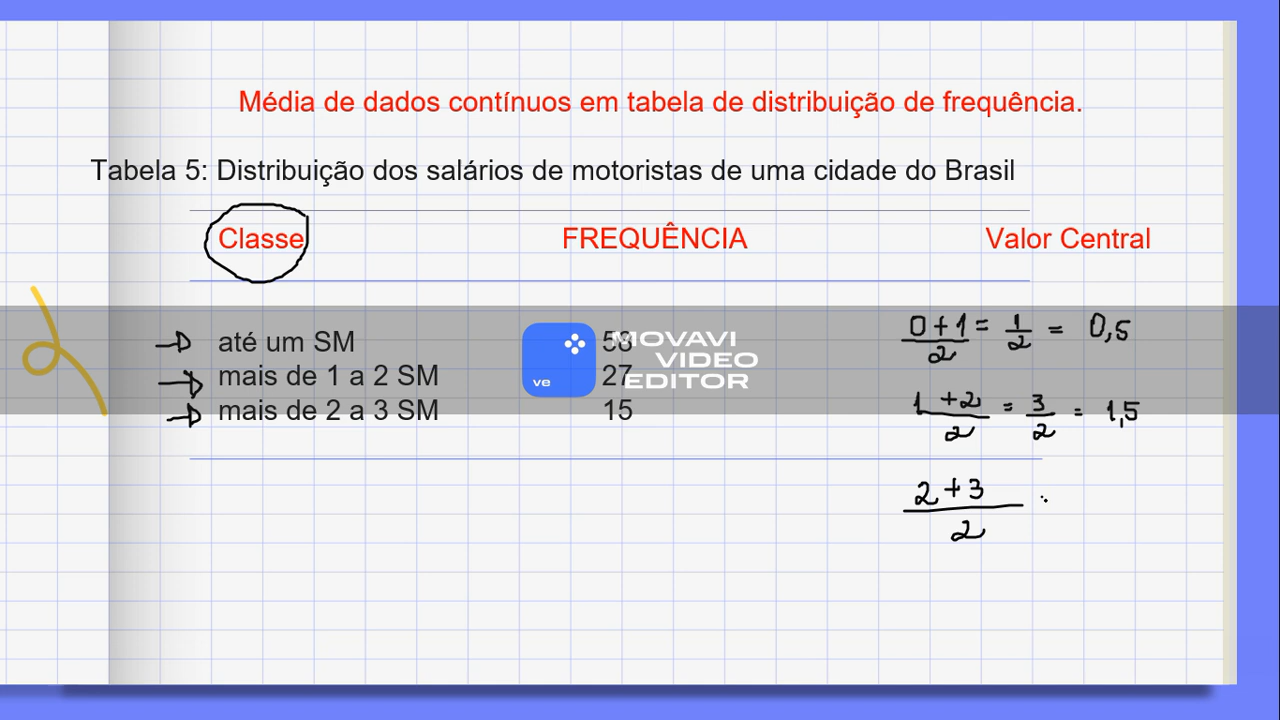 Média de dados contínuos em tabela de distribuição de frequência.
Tabela 5: Distribuição dos salários de motoristas de uma cidade do Brasil
Classe FREQUÊNCIA Valor Central
até um SM 58 0+1/2 = 1/2 = 0,5
mais de 1 a 2 SM 27
mais de 2 a 3 SM 15 1+2/2 = 3/2 = 1,5
2+3/2
MOVAVI
VIDEO
EDITOR
ve